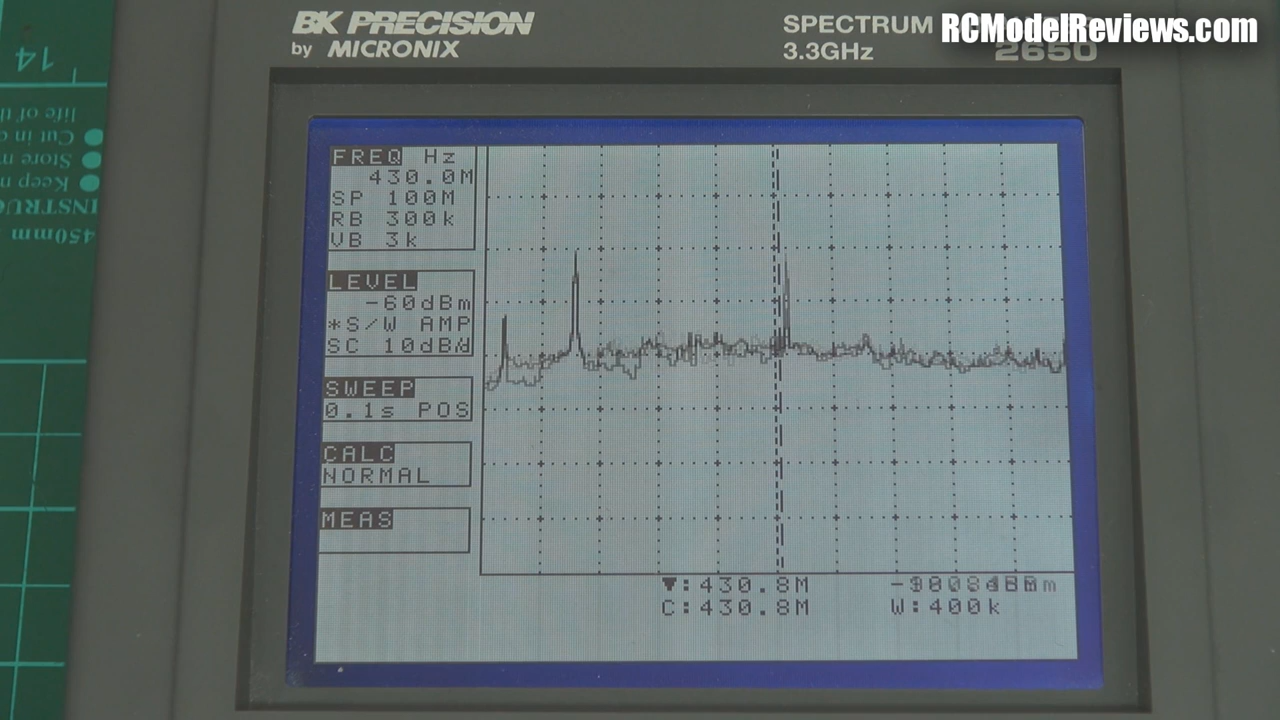 BK PRECISION
by MICRONIX
SPECTRUM
3.3GHz
2650
RCModelReviews.com
14
life of th
Cut in c
Store m
Keep m
INSTRUC
450mm
FREQ Hz
430.0M
SP 100M
RB 300k
VB 3k
LEVEL
-60dBm
*S/W AMP
SC 10dB/d
SWEEP
0.1s POS
CALC
NORMAL
MEAS
▼:430.8M
C:430.8M
W:400k